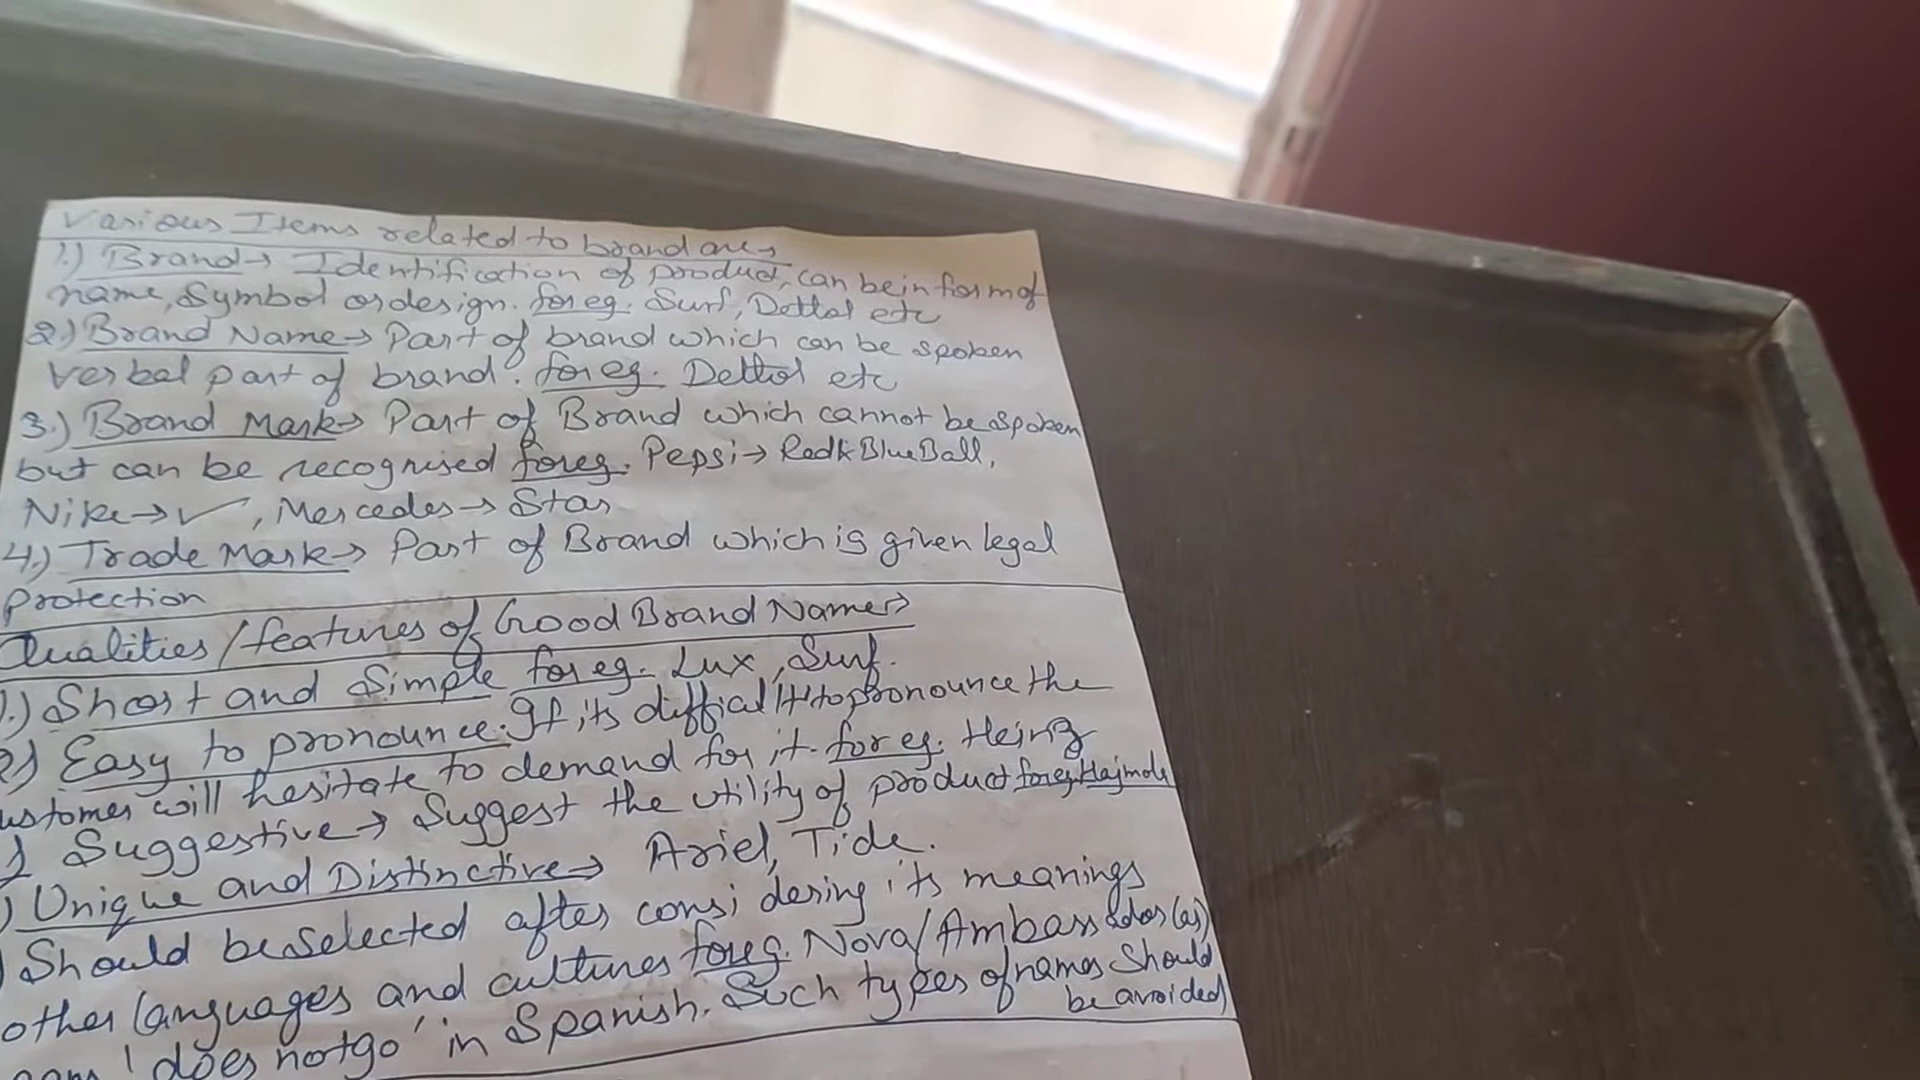 Various Items related to brand are→
1.) Brand→ Identification of product, can be in form of
name, Symbol or design. for eg. Surf, Dettol etc
2.) Brand Name→ Part of brand which can be spoken
Verbal part of brand. for eg. Dettol etc
3.) Brand Mark→ Part of Brand which cannot be spoken
but can be recognised for eg. Pepsi→ Red & Blue Ball,
Nike→✓, Mercedes→ Star
4.) Trade Mark→ Part of Brand which is given legal
protection
Qualities/features of Good Brand Name→
1.) Short and Simple for eg. Lux, Surf.
2) Easy to pronounce. If its difficult to pronounce the
ustomer will hesitate to demand for it. for eg. Heinz
) Suggestive→ Suggest the utility of product for eg. Hajmola
) Unique and Distinctive→ Ariel, Tide.
) Should be selected after considering its meanings
other languages and cultures for eg. Nova/Ambassador (as)
'does not go' in Spanish. Such types of names should
be avoided